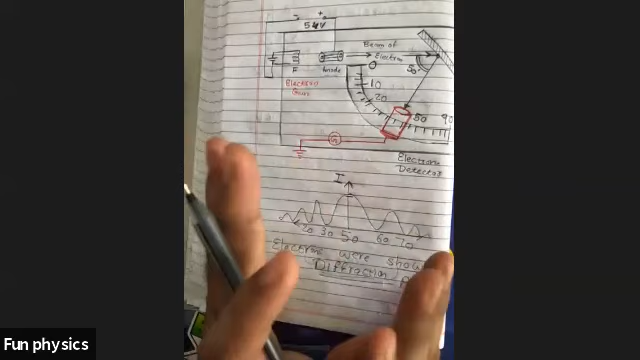 54V
Beam of
Electron
F
Anode
Electron
Gun
0
10
20
50
50
90
Electron
Detector
I
20 30 50 60 70
Electrons were show
Diffraction
Fun physics